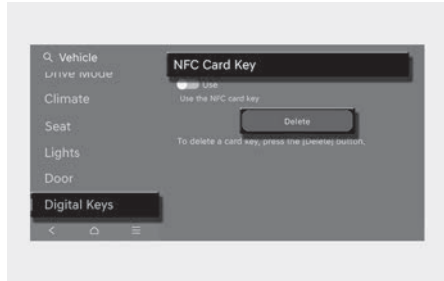 Vehicle
Drive Mode
Climate
Seat
Lights
Door
Digital Keys
NFC Card Key
Use
Use the NFC card key
Delete
To delete a card key, press the [Delete] button.